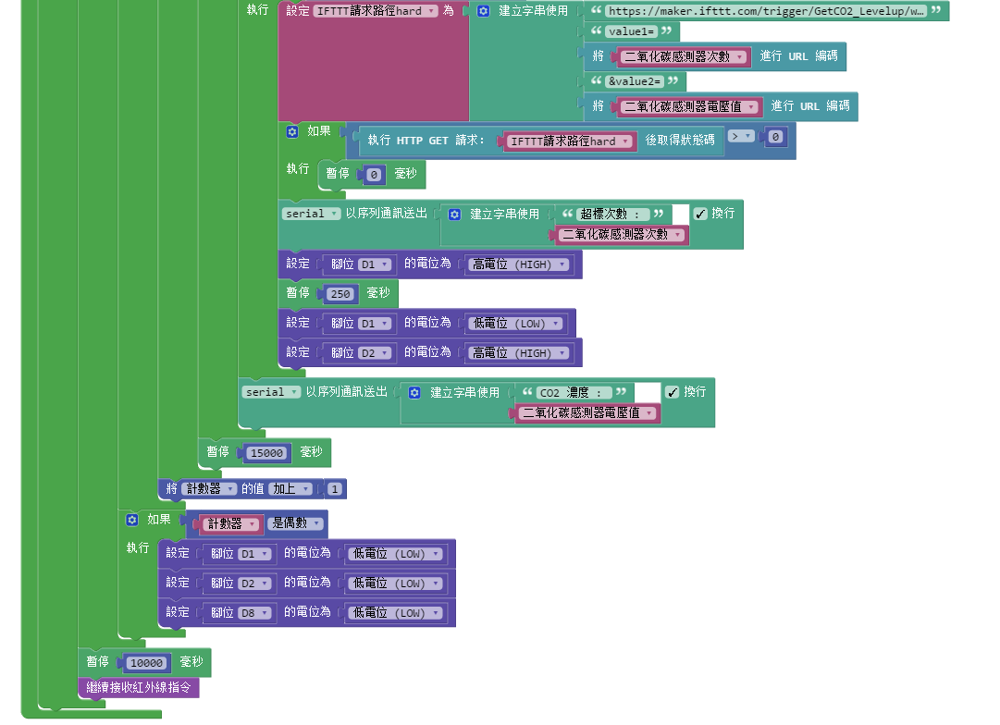 執行 設定 IFTTT請求路徑hard 為 建立字串使用 “ https://maker.ifttt.com/trigger/GetCO2_Levelup/w… ”
“ value1= ”
將 二氧化碳感測器次數 進行 URL 編碼
“ &value2= ”
將 二氧化碳感測器電壓值 進行 URL 編碼
如果 執行 HTTP GET 請求: IFTTT請求路徑hard 後取得狀態碼 > 0
執行 暫停 0 毫秒
serial 以序列通訊送出 建立字串使用 “ 超標次數 : ” ✓ 換行
二氧化碳感測器次數
設定 腳位 D1 的電位為 高電位 (HIGH)
暫停 250 毫秒
設定 腳位 D1 的電位為 低電位 (LOW)
設定 腳位 D2 的電位為 高電位 (HIGH)
serial 以序列通訊送出 建立字串使用 “ CO2 濃度 : ” ✓ 換行
二氧化碳感測器電壓值
暫停 15000 毫秒
將 計數器 的值 加上 1
如果 計數器 是偶數
執行 設定 腳位 D1 的電位為 低電位 (LOW)
設定 腳位 D2 的電位為 低電位 (LOW)
設定 腳位 D8 的電位為 低電位 (LOW)
暫停 10000 毫秒
繼續接收紅外線指令